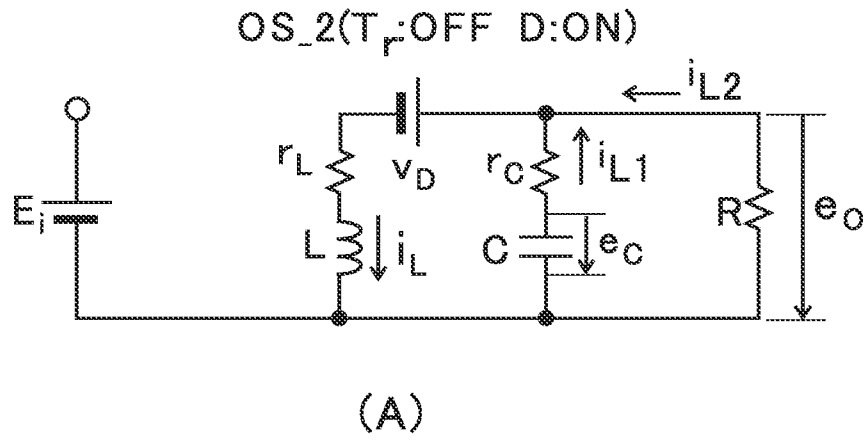 OS_2(Tr:OFF D:ON)
iL2
rL
vD
rC
iL1
Ei
R
eO
L
iL
C
eC
(A)